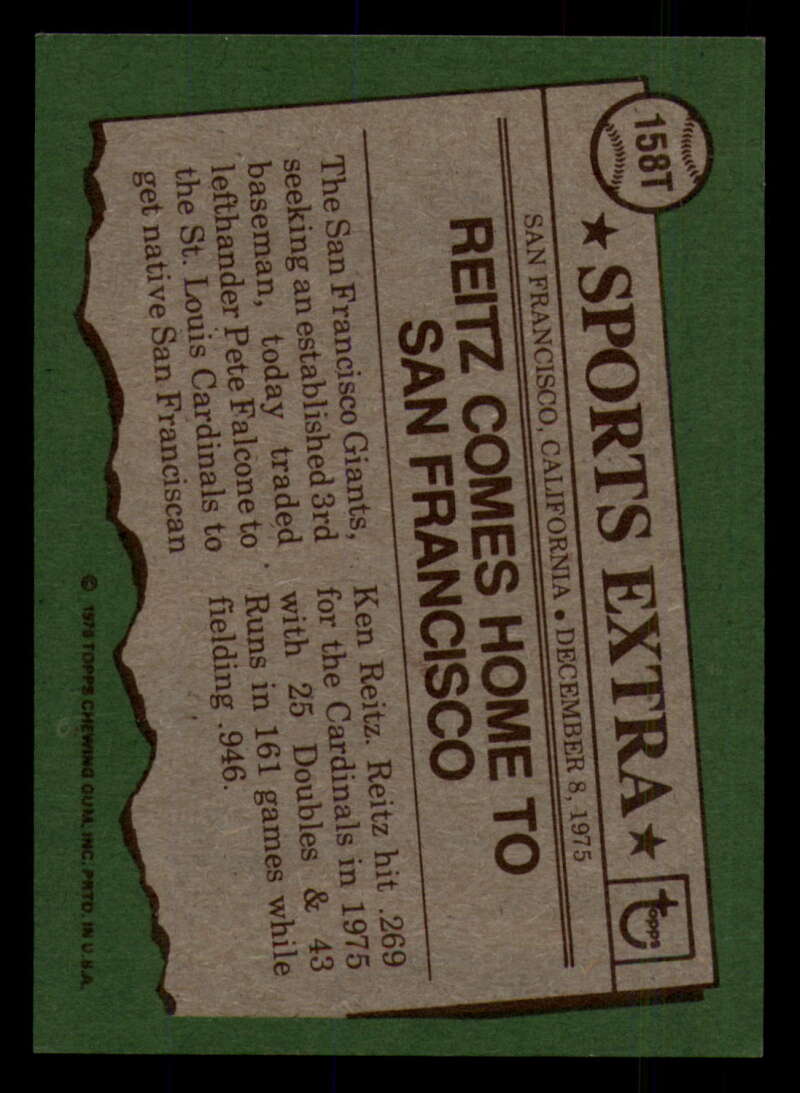 158T
★ SPORTS EXTRA ★
topps
SAN FRANCISCO, CALIFORNIA • DECEMBER 8, 1975
REITZ COMES HOME TO
SAN FRANCISCO
The San Francisco Giants,
seeking an established 3rd
baseman, today traded
lefthander Pete Falcone to
the St. Louis Cardinals to
get native San Franciscan
Ken Reitz. Reitz hit .269
for the Cardinals in 1975
with 25 Doubles & 43
Runs in 161 games while
fielding .946.
© 1976 TOPPS CHEWING GUM, INC. PRTD. IN U.S.A.